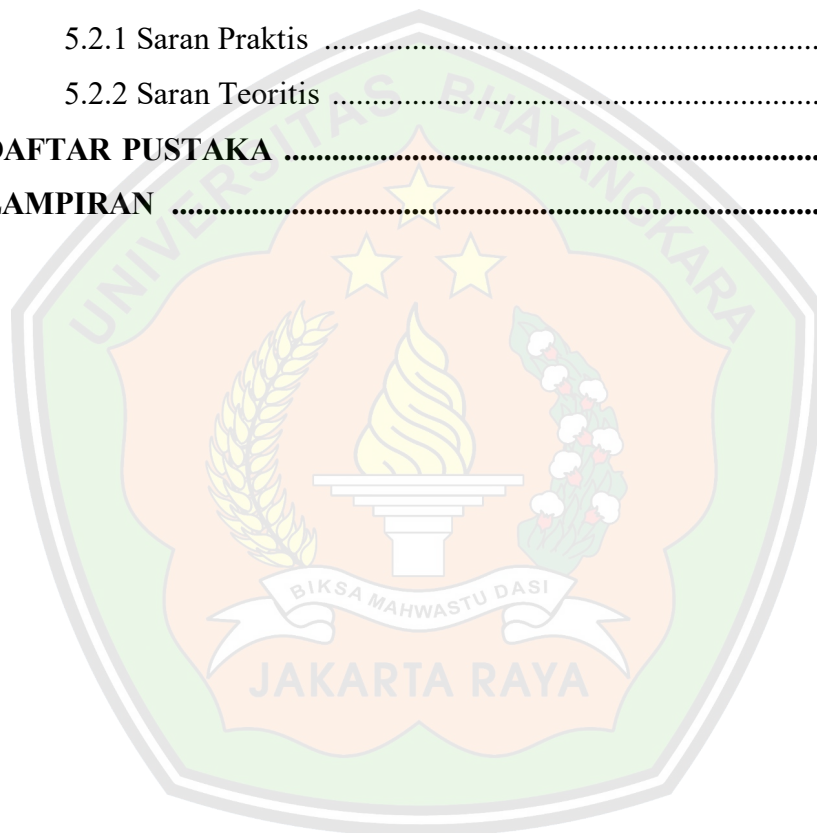 5.2.1 Saran Praktis ........................................................................
5.2.2 Saran Teoritis .......................................................................
DAFTAR PUSTAKA ..........................................................................
LAMPIRAN .......................................................................................
UNIVERSITAS BHAYANGKARA
BIKSA MAHWASTU DASI
JAKARTA RAYA